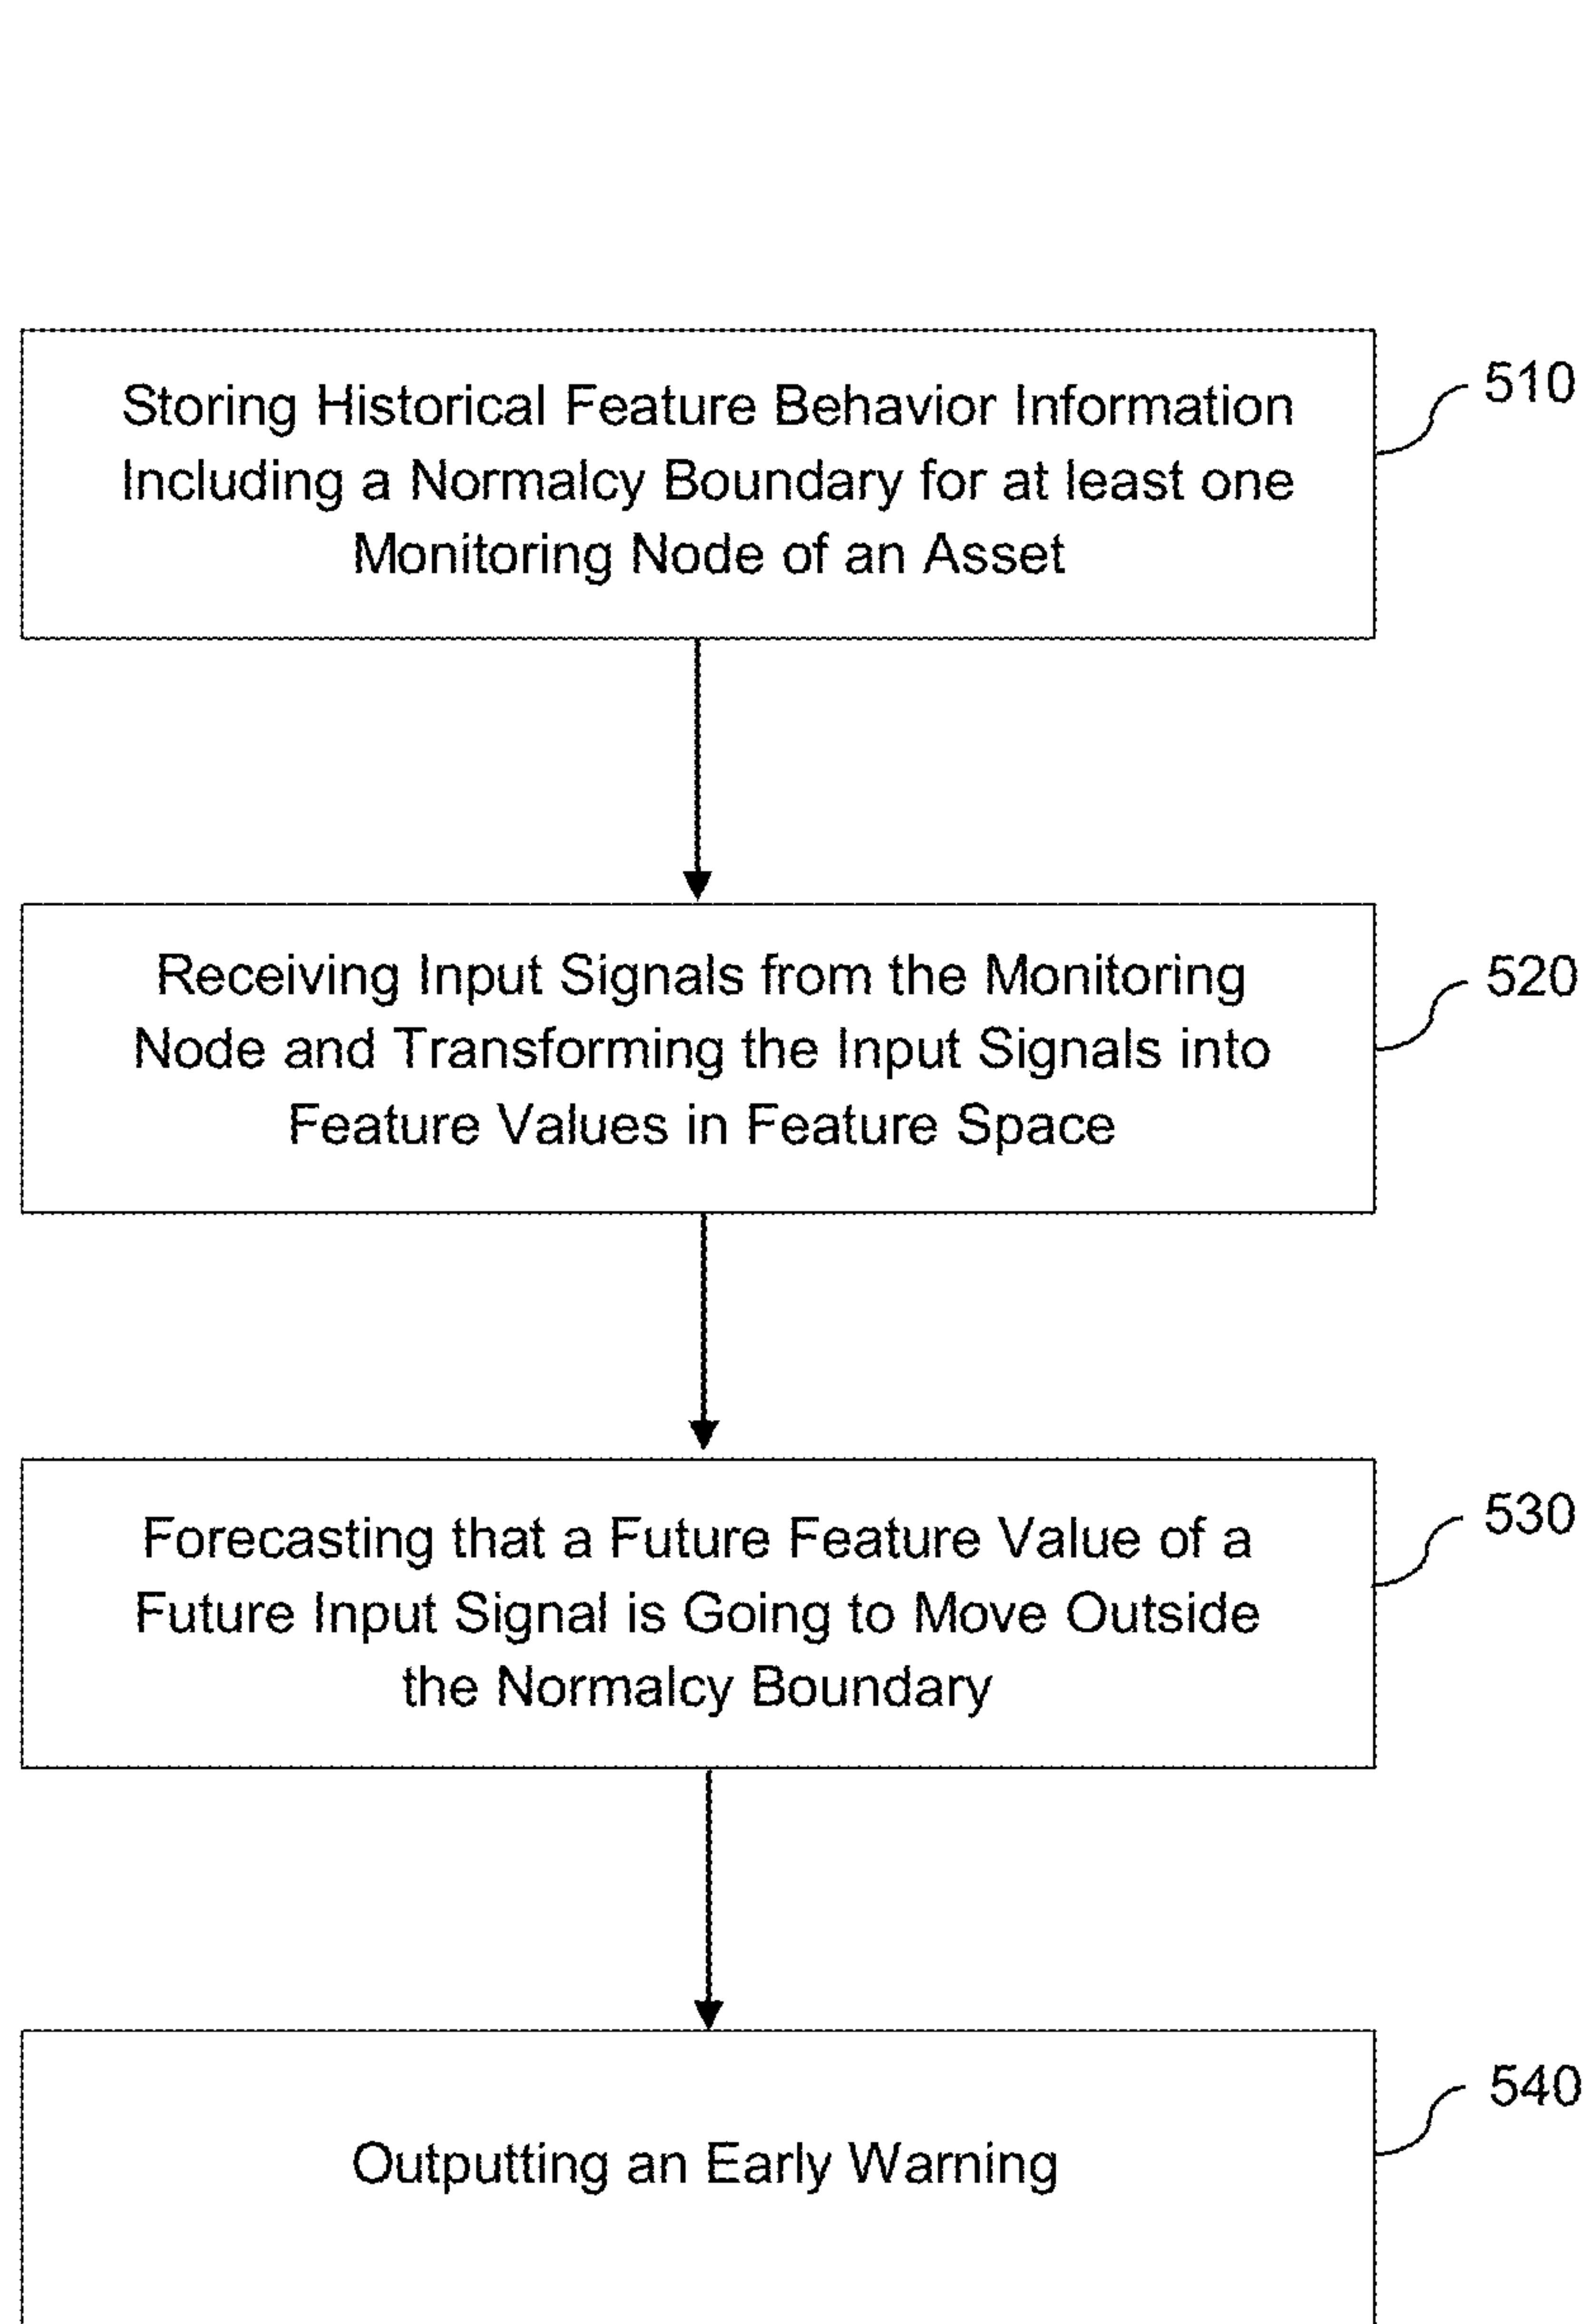 Storing Historical Feature Behavior Information
Including a Normalcy Boundary for at least one
Monitoring Node of an Asset
510
Receiving Input Signals from the Monitoring
Node and Transforming the Input Signals into
Feature Values in Feature Space
520
Forecasting that a Future Feature Value of a
Future Input Signal is Going to Move Outside
the Normalcy Boundary
530
Outputting an Early Warning
540